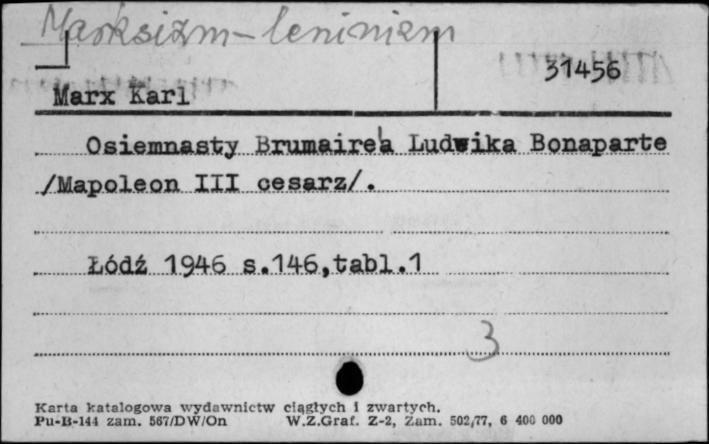 Marksizm-leninizm
31456
Marx Karl
Osiemnasty Brumaire'a Ludwika Bonaparte
/Mapoleon III cesarz/.
Łódź 1946 s.146,tabl.1
3
Karta katalogowa wydawnictw ciągłych i zwartych.
Pu-B-144 zam. 567/DW/On W.Z.Graf. Z-2, Zam. 502/77, 6 400 000